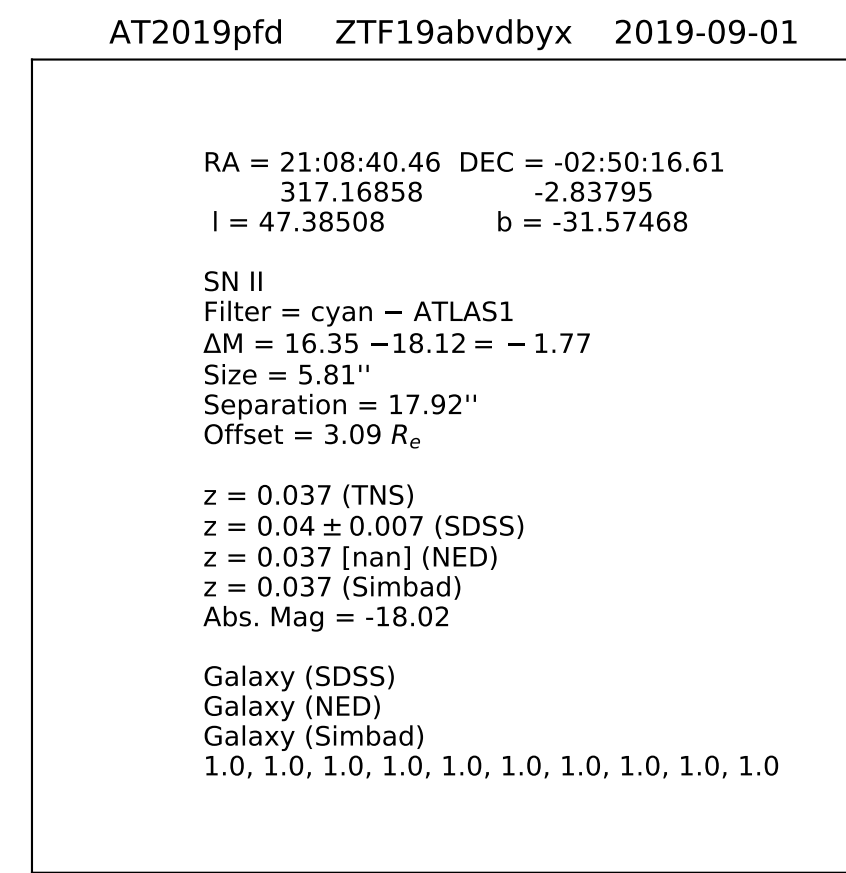 AT2019pfd ZTF19abvdbyx 2019-09-01
RA = 21:08:40.46 DEC = -02:50:16.61
317.16858 -2.83795
l = 47.38508 b = -31.57468
SN II
Filter = cyan − ATLAS1
ΔM = 16.35 −18.12 = − 1.77
Size = 5.81''
Separation = 17.92''
Offset = 3.09 Rₑ
z = 0.037 (TNS)
z = 0.04 ± 0.007 (SDSS)
z = 0.037 [nan] (NED)
z = 0.037 (Simbad)
Abs. Mag = -18.02
Galaxy (SDSS)
Galaxy (NED)
Galaxy (Simbad)
1.0, 1.0, 1.0, 1.0, 1.0, 1.0, 1.0, 1.0, 1.0, 1.0